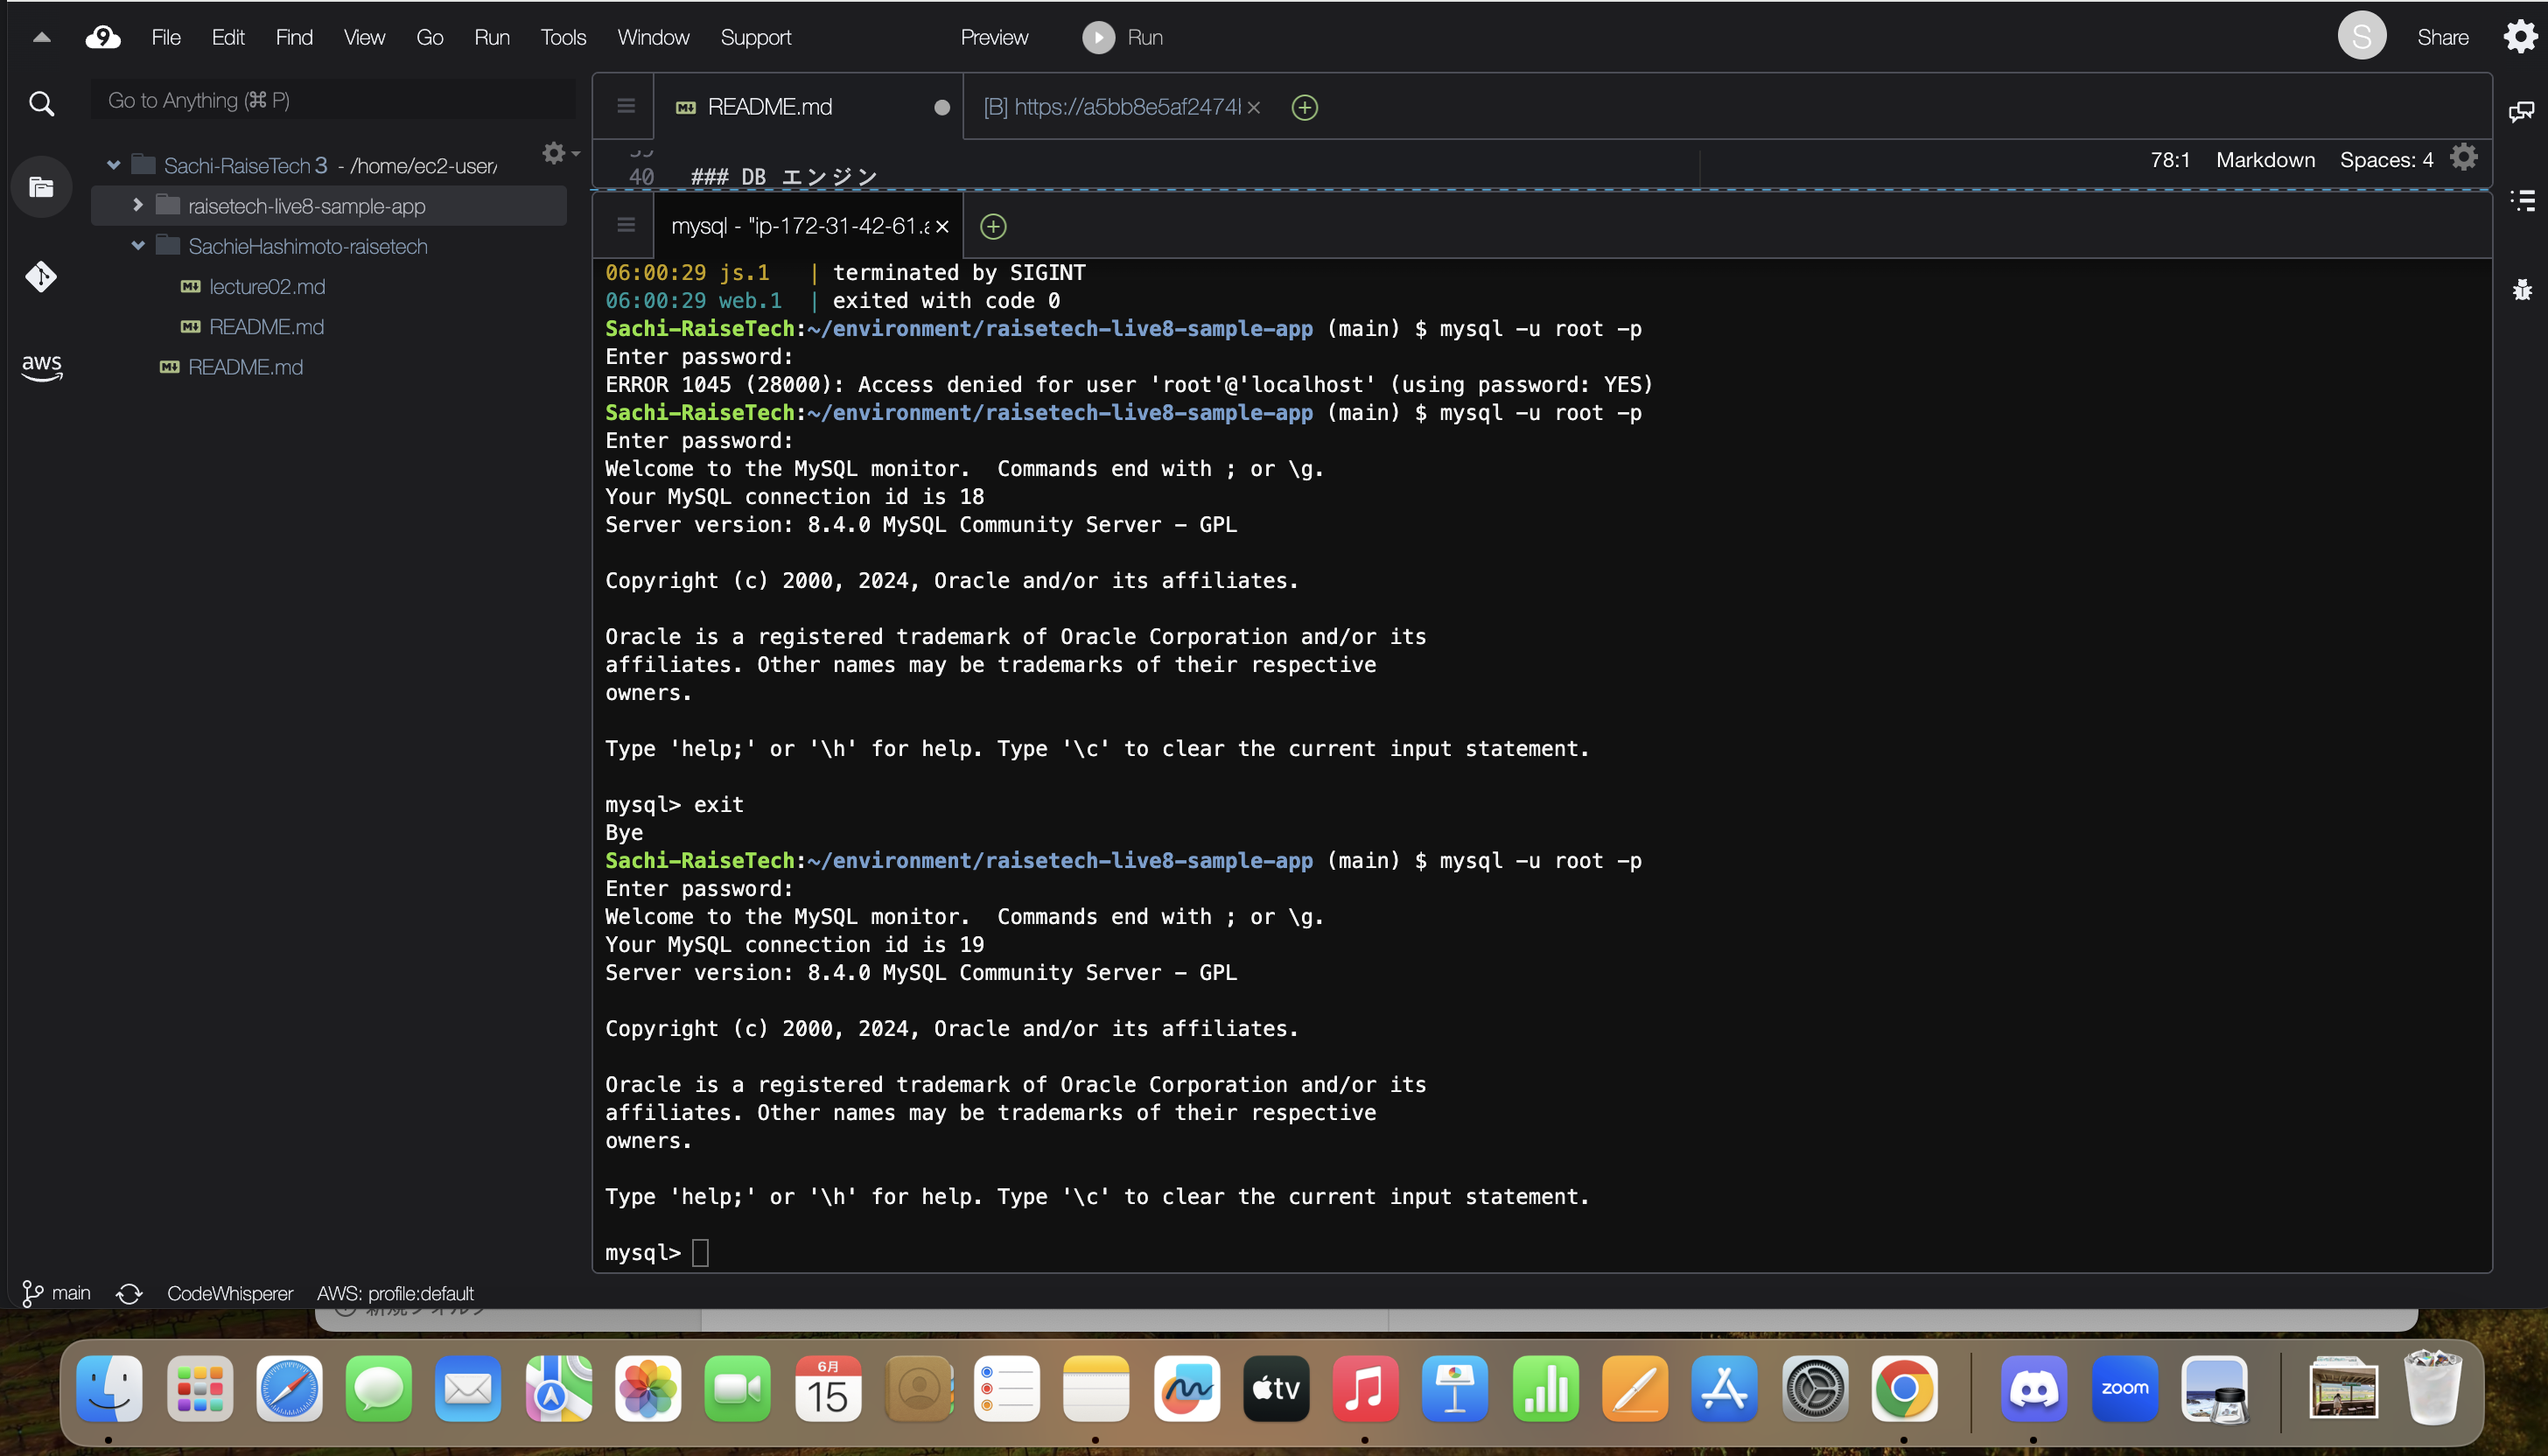 File Edit Find View Go Run Tools Window Support Preview Run S Share
Go to Anything (⌘ P)
README.md
[B] https://a5bb8e5af2474
Sachi-RaiseTech 3 - /home/ec2-user/
39
40 ### DB エンジン
78:1 Markdown Spaces: 4
raisetech-live8-sample-app
SachieHashimoto-raisetech
lecture02.md
README.md
README.md
aws
mysql - "ip-172-31-42-61.a
06:00:29 js.1   | terminated by SIGINT
06:00:29 web.1  | exited with code 0
Sachi-RaiseTech:~/environment/raisetech-live8-sample-app (main) $ mysql -u root -p
Enter password:
ERROR 1045 (28000): Access denied for user 'root'@'localhost' (using password: YES)
Sachi-RaiseTech:~/environment/raisetech-live8-sample-app (main) $ mysql -u root -p
Enter password:
Welcome to the MySQL monitor.  Commands end with ; or \g.
Your MySQL connection id is 18
Server version: 8.4.0 MySQL Community Server - GPL
Copyright (c) 2000, 2024, Oracle and/or its affiliates.
Oracle is a registered trademark of Oracle Corporation and/or its
affiliates. Other names may be trademarks of their respective
owners.
Type 'help;' or '\h' for help. Type '\c' to clear the current input statement.
mysql> exit
Bye
Sachi-RaiseTech:~/environment/raisetech-live8-sample-app (main) $ mysql -u root -p
Enter password:
Welcome to the MySQL monitor.  Commands end with ; or \g.
Your MySQL connection id is 19
Server version: 8.4.0 MySQL Community Server - GPL
Copyright (c) 2000, 2024, Oracle and/or its affiliates.
Oracle is a registered trademark of Oracle Corporation and/or its
affiliates. Other names may be trademarks of their respective
owners.
Type 'help;' or '\h' for help. Type '\c' to clear the current input statement.
mysql>
main CodeWhisperer AWS: profile:default
6月
15
tv
zoom